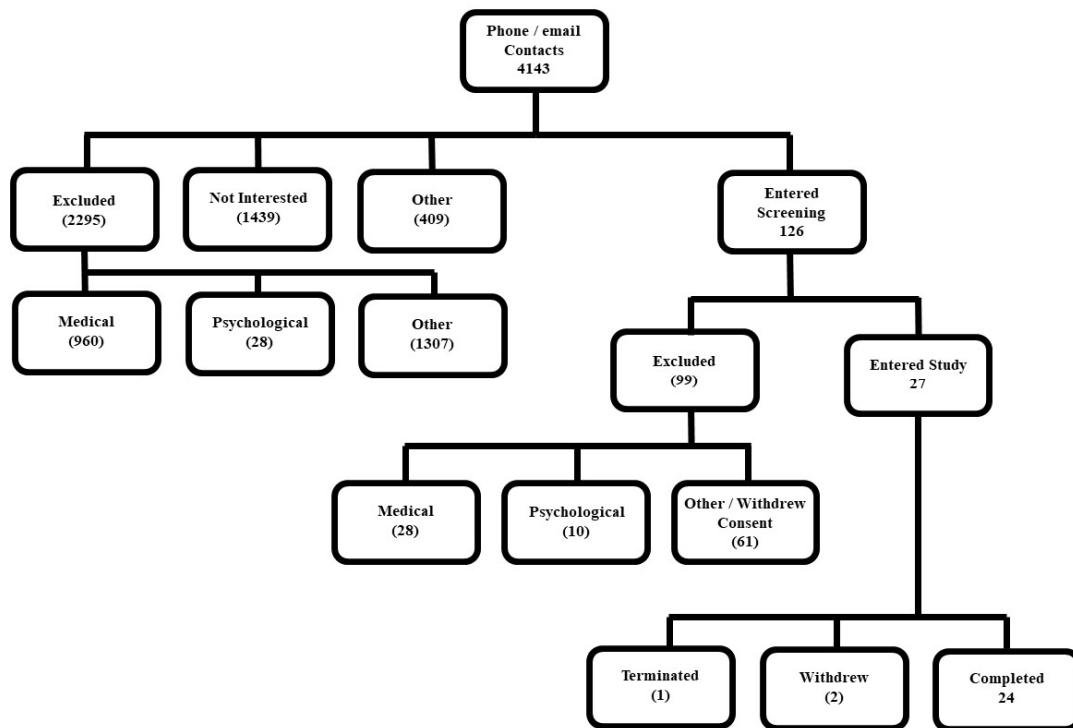 Phone / email
Contacts
4143
Excluded
(2295)
Not Interested
(1439)
Other
(409)
Entered
Screening
126
Medical
(960)
Psychological
(28)
Other
(1307)
Excluded
(99)
Entered Study
27
Medical
(28)
Psychological
(10)
Other / Withdrew
Consent
(61)
Terminated
(1)
Withdrew
(2)
Completed
24